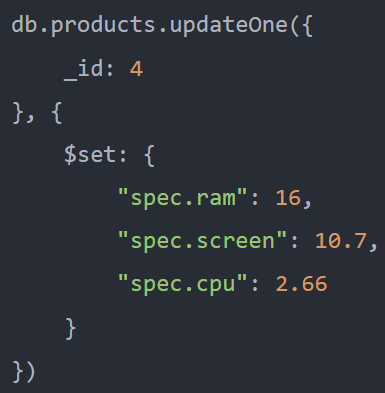 db.products.updateOne({
    _id: 4
}, {
    $set: {
        "spec.ram": 16,
        "spec.screen": 10.7,
        "spec.cpu": 2.66
    }
})